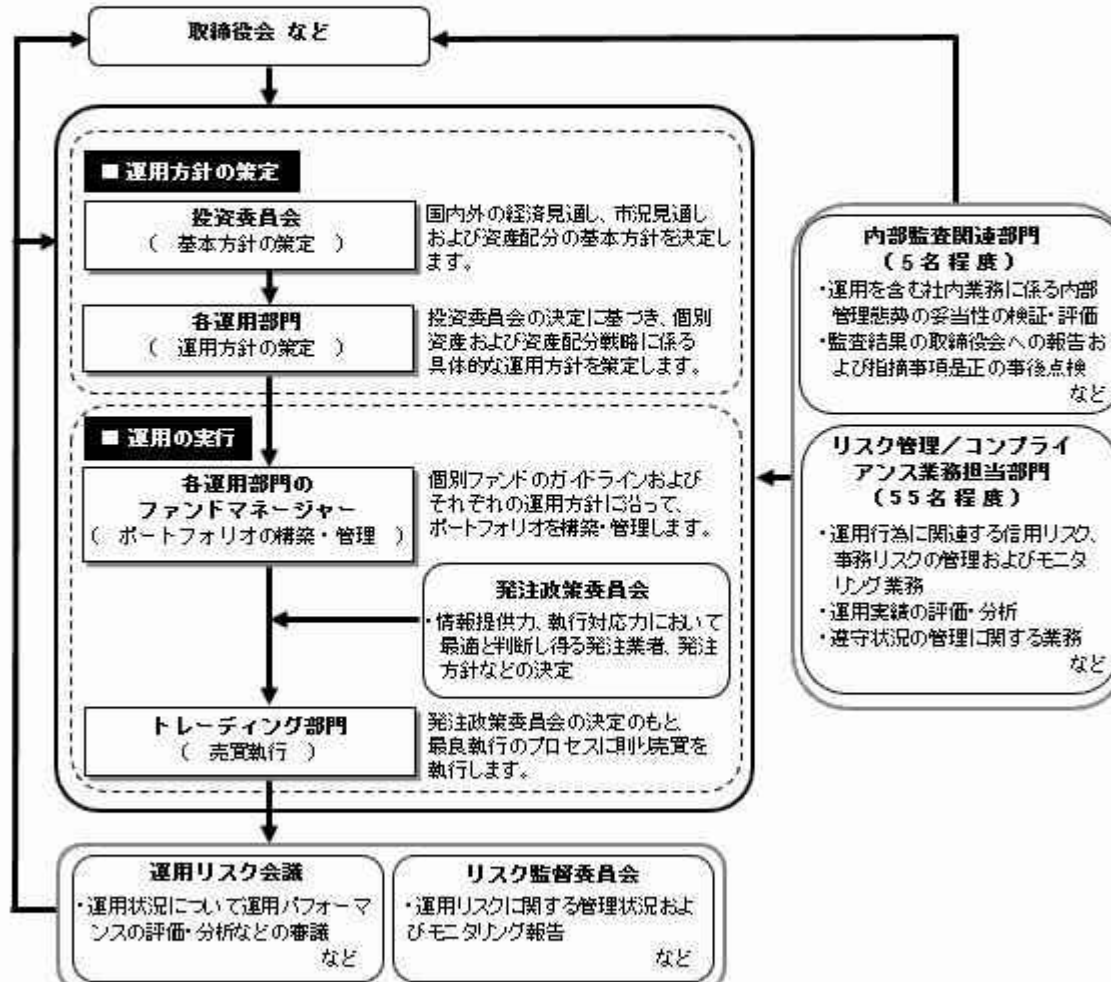 取締役会 など
■ 運用方針の策定
投資委員会
( 基本方針の策定 )
国内外の経済見通し、市況見通し
および資産配分の基本方針を決定し
ます。
各運用部門
( 運用方針の策定 )
投資委員会の決定に基づき、個別
資産および資産配分戦略に係る
具体的な運用方針を策定します。
■ 運用の実行
各運用部門の
ファンドマネージャー
( ポートフォリオの構築・管理 )
個別ファンドのガイドラインおよび
それぞれの運用方針に沿って、
ポートフォリオを構築・管理します。
発注政策委員会
・情報提供力、執行対応力において
最適と判断し得る発注業者、発注
方針などの決定
トレーディング部門
( 売買執行 )
発注政策委員会の決定のもと、
最良執行のプロセスに則り売買を
執行します。
運用リスク会議
・運用状況について運用パフォーマ
ンスの評価・分析などの審議
など
リスク監督委員会
・運用リスクに関する管理状況およ
びモニタリング報告
など
内部監査関連部門
(5名程度)
・運用を含む社内業務に係る内部
管理態勢の妥当性の検証・評価
・監査結果の取締役会への報告お
よび指摘事項是正の事後点検
など
リスク管理/コンプライ
アンス業務担当部門
(55名程度)
・運用行為に関連する信用リスク、
事務リスクの管理およびモニタ
リング業務
・運用実績の評価・分析
・遵守状況の管理に関する業務
など